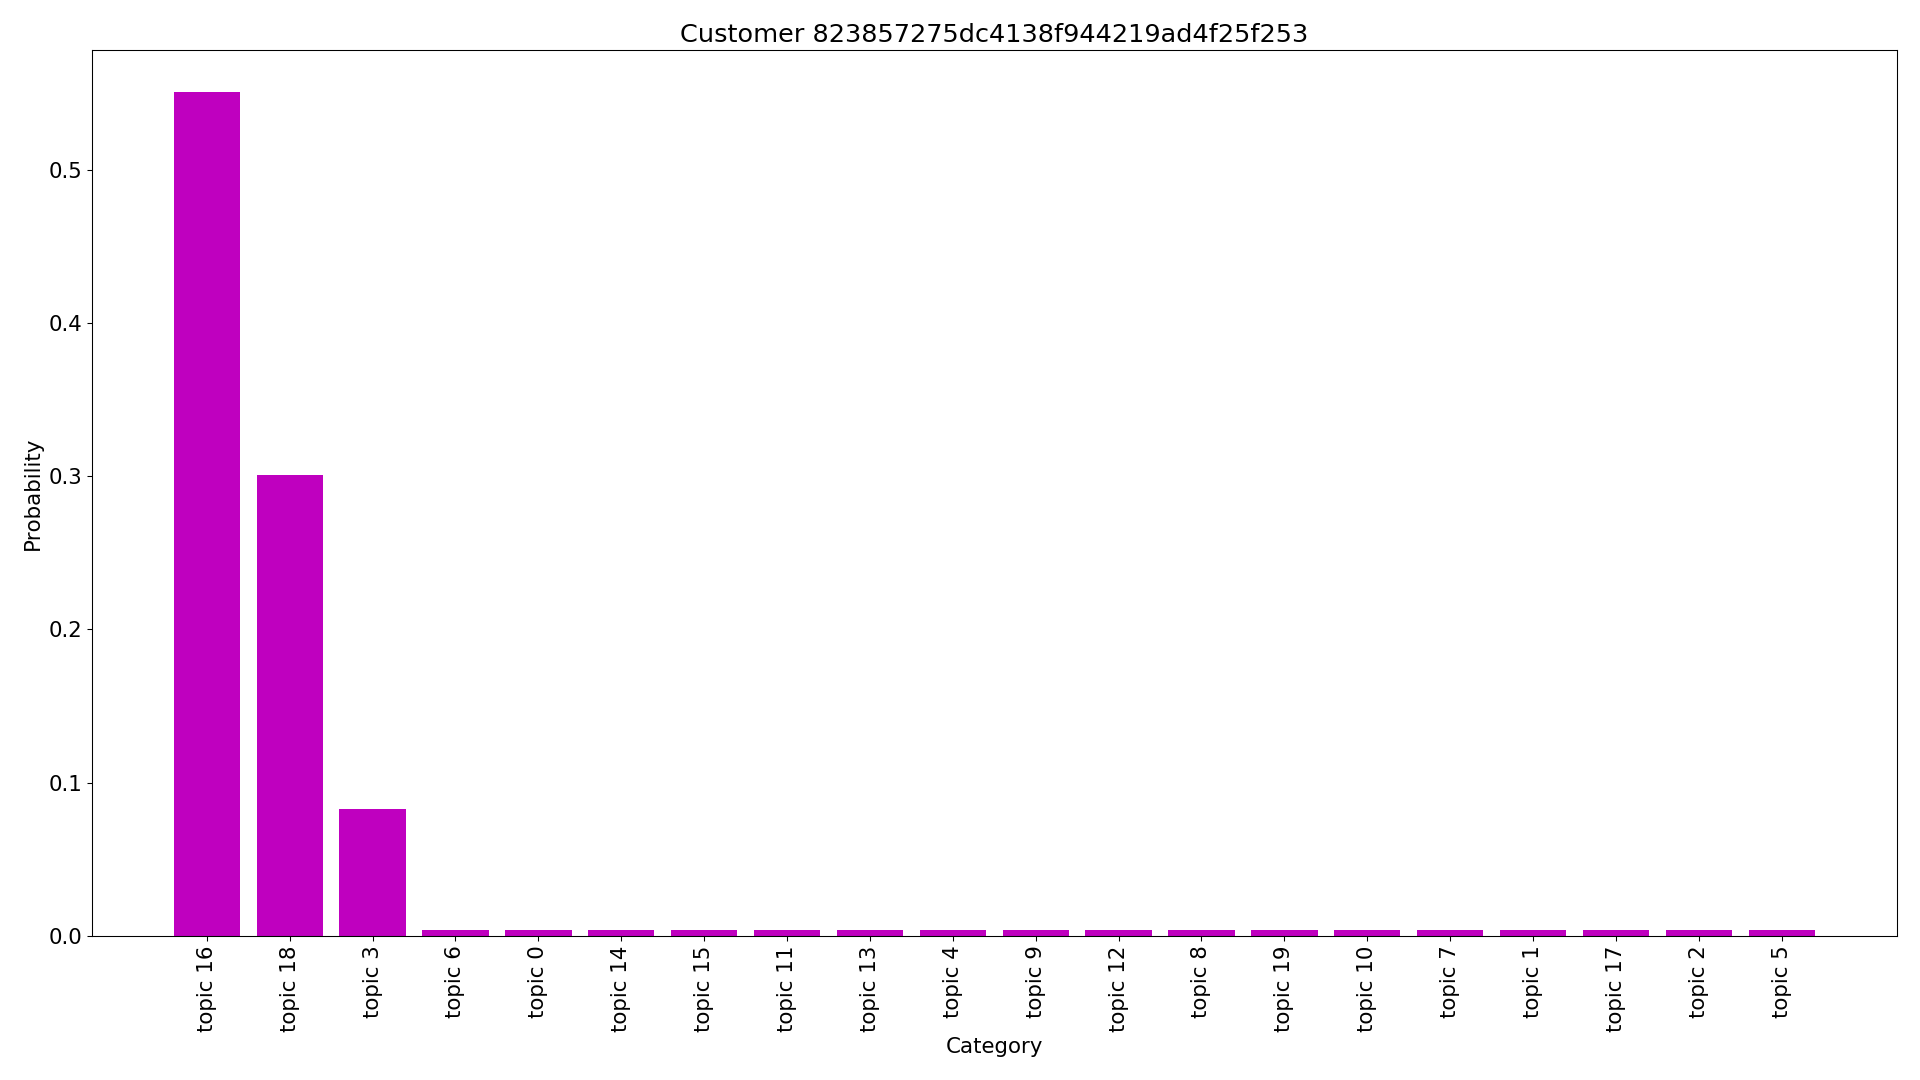 Customer 823857275dc4138f944219ad4f25f253
Probability
0.5
0.4
0.3
0.2
0.1
0.0
topic 16
topic 18
topic 3
topic 6
topic 0
topic 14
topic 15
topic 11
topic 13
topic 4
topic 9
topic 12
topic 8
topic 19
topic 10
topic 7
topic 1
topic 17
topic 2
topic 5
Category